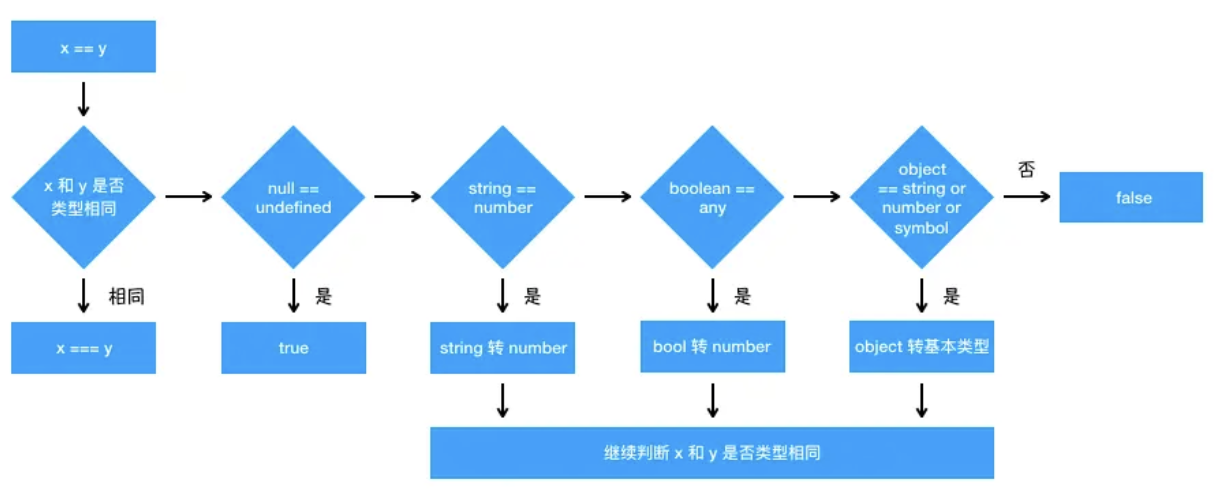 x == y
x 和 y 是否
类型相同
null ==
undefined
string ==
number
boolean ==
any
object
== string or
number or
symbol
否
false
相同
是
是
是
是
x === y
true
string 转 number
bool 转 number
object 转基本类型
继续判断 x 和 y 是否类型相同